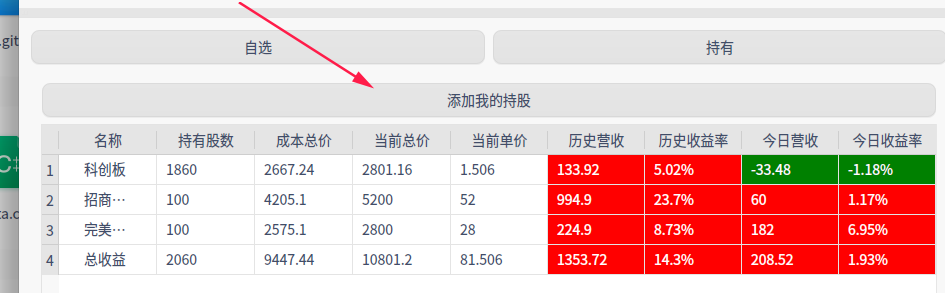 .git
自选 持有
添加我的持股
名称 持有股数 成本总价 当前总价 当前单价 历史营收 历史收益率 今日营收 今日收益率
1 科创板 1860 2667.24 2801.16 1.506 133.92 5.02% -33.48 -1.18%
2 招商… 100 4205.1 5200 52 994.9 23.7% 60 1.17%
3 完美… 100 2575.1 2800 28 224.9 8.73% 182 6.95%
4 总收益 2060 9447.44 10801.2 81.506 1353.72 14.3% 208.52 1.93%
ta.c